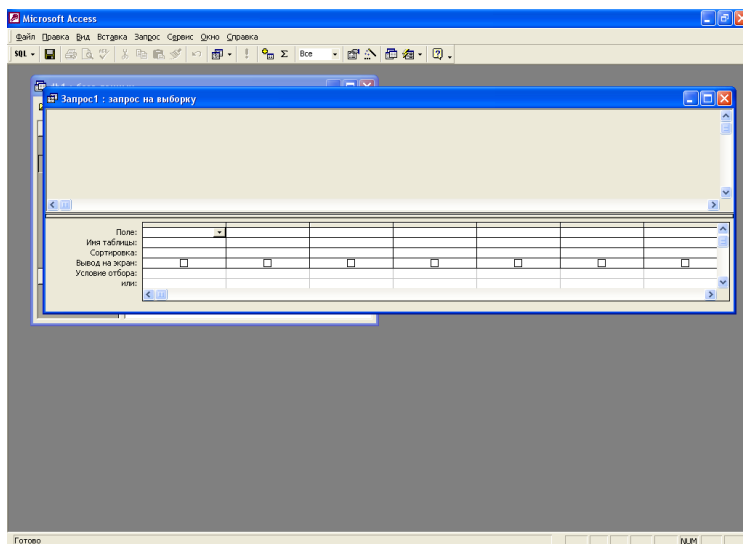 Microsoft Access
Файл Правка Вид Вставка Запрос Сервис Окно Справка
SQL Σ Все
Запрос1 : запрос на выборку
Поле:
Имя таблицы:
Сортировка:
Вывод на экран:
Условие отбора:
или:
Готово NUM